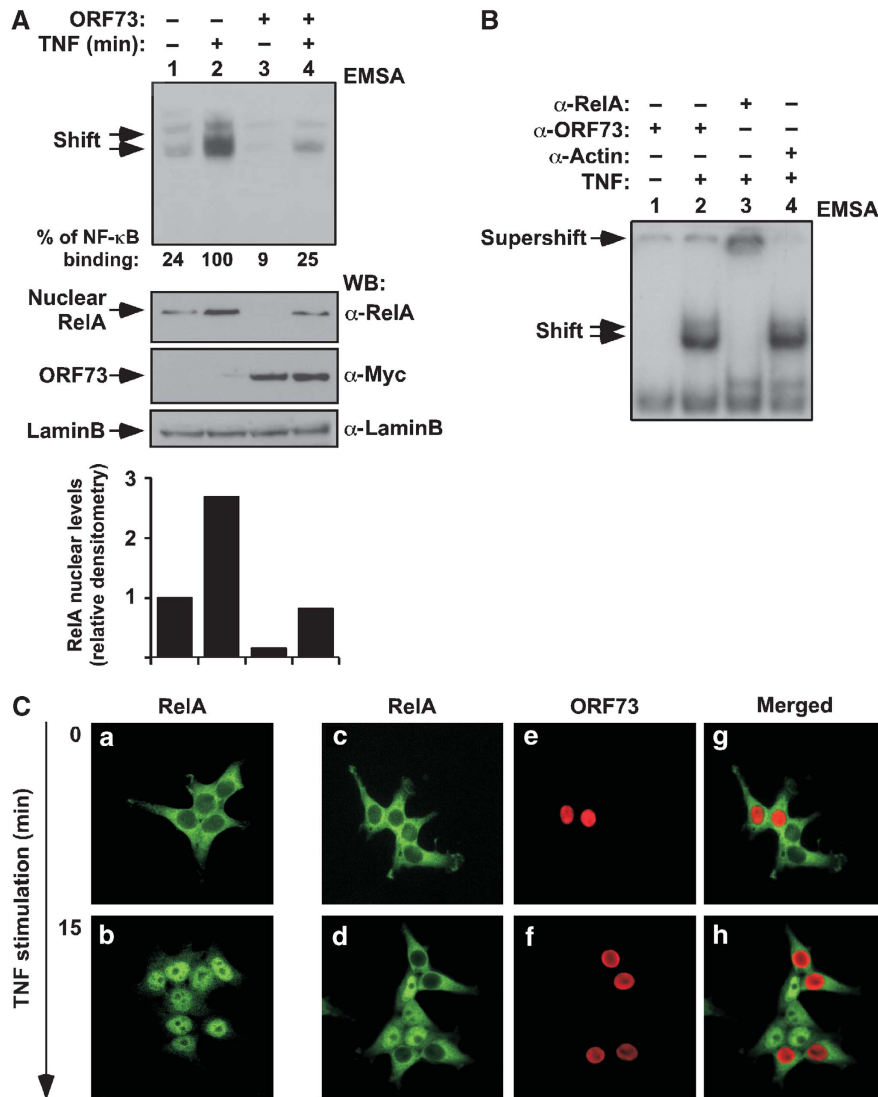 A
ORF73: – – + +
TNF (min): – + – +
1 2 3 4 EMSA
Shift
% of NF-κB
binding: 24 100 9 25
WB:
Nuclear
RelA
α-RelA
ORF73
α-Myc
LaminB
α-LaminB
RelA nuclear levels
(relative densitometry)
3
2
1
B
α-RelA: – – + –
α-ORF73: + + – –
α-Actin: – – – +
TNF: – + + +
1 2 3 4 EMSA
Supershift
Shift
C
RelA RelA ORF73 Merged
TNF stimulation (min)
0
a c e g
15
b d f h